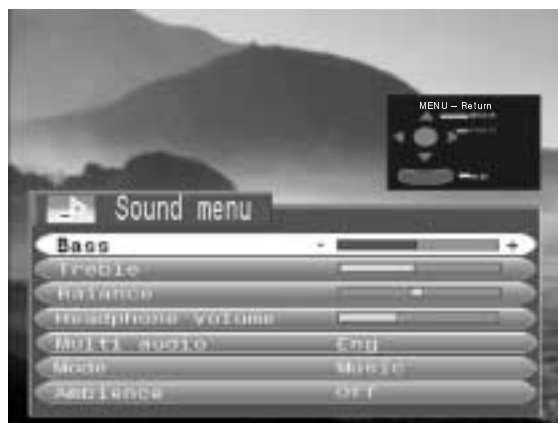 MENU – Return
Sound menu
Bass - +
Treble
Balance
Headphone volume
Multi audio Eng
Mode Music
Ambience Off